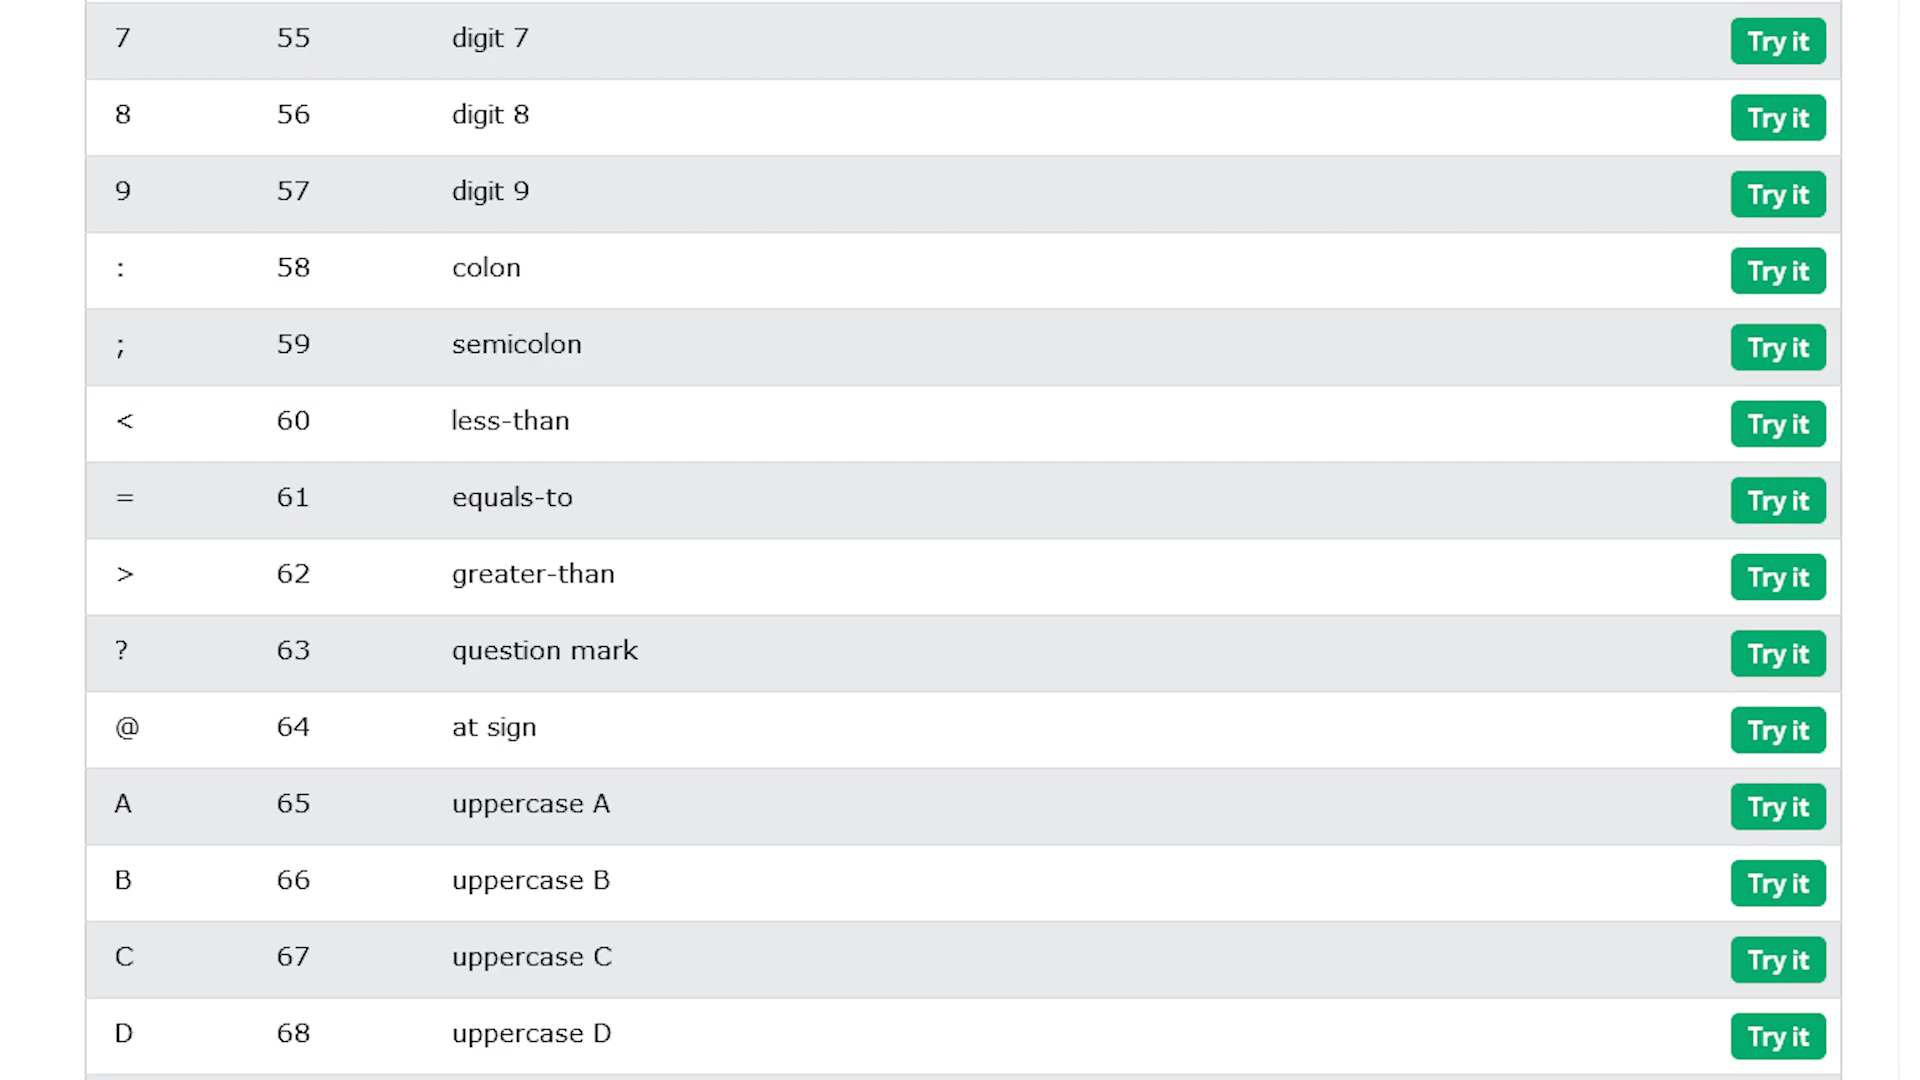 7 55 digit 7 Try it
8 56 digit 8 Try it
9 57 digit 9 Try it
: 58 colon Try it
; 59 semicolon Try it
< 60 less-than Try it
= 61 equals-to Try it
> 62 greater-than Try it
? 63 question mark Try it
@ 64 at sign Try it
A 65 uppercase A Try it
B 66 uppercase B Try it
C 67 uppercase C Try it
D 68 uppercase D Try it